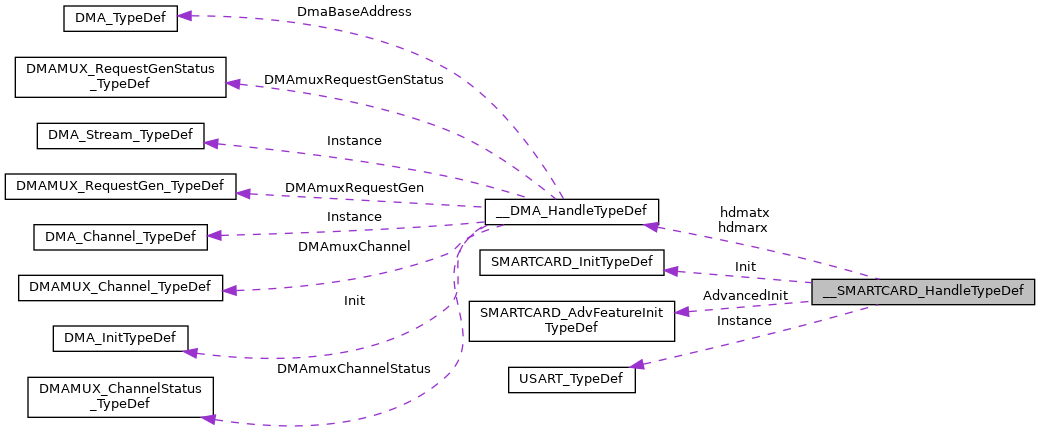 DMA_TypeDef
DmaBaseAddress
DMAMUX_RequestGenStatus
_TypeDef
DMAmuxRequestGenStatus
DMA_Stream_TypeDef
Instance
DMAMUX_RequestGen_TypeDef
DMAmuxRequestGen
DMA_Channel_TypeDef
Instance
__DMA_HandleTypeDef
hdmatx
hdmarx
DMAmuxChannel
DMAMUX_Channel_TypeDef
SMARTCARD_InitTypeDef
Init
__SMARTCARD_HandleTypeDef
Init
SMARTCARD_AdvFeatureInit
TypeDef
AdvancedInit
DMA_InitTypeDef
Instance
DMAmuxChannelStatus
USART_TypeDef
DMAMUX_ChannelStatus
_TypeDef